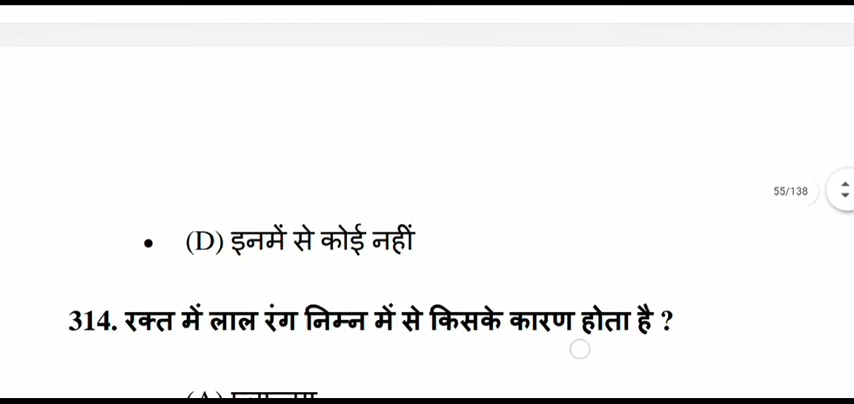 55/138
• (D) इनमें से कोई नहीं
314. रक्त में लाल रंग निम्न में से किसके कारण होता है ?